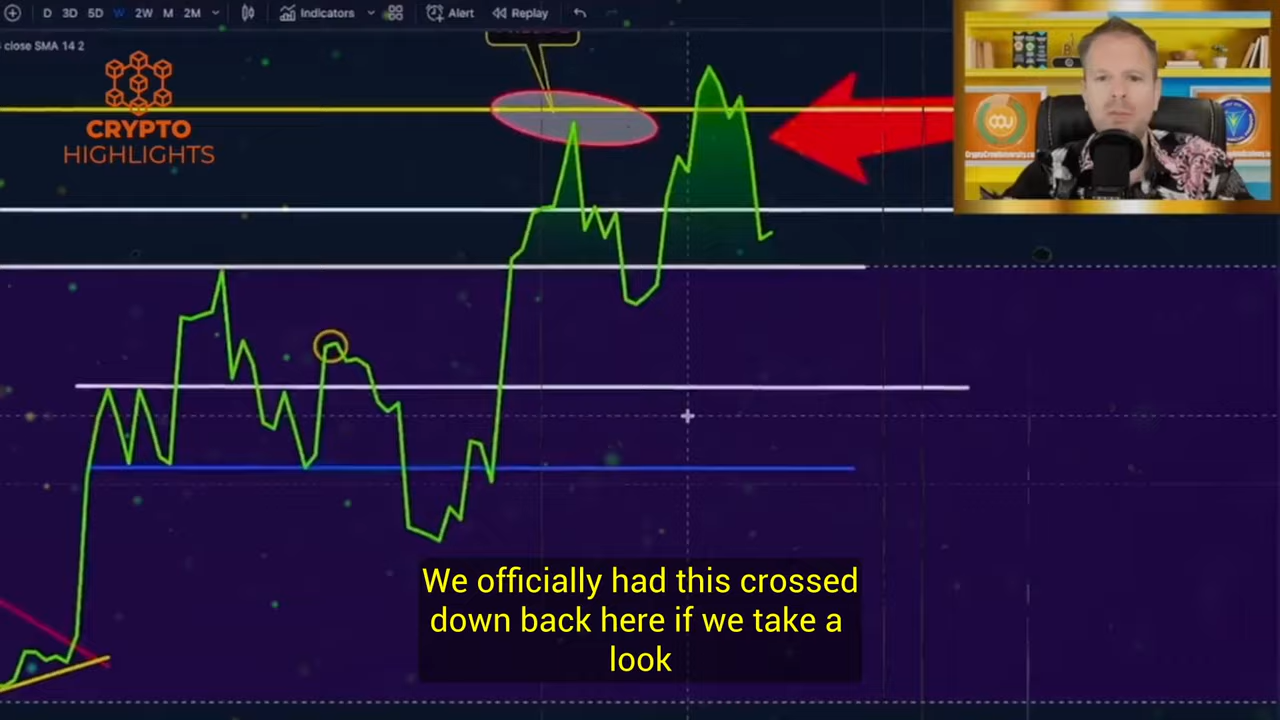 D 3D 5D W 2W M 2M Indicators Alert Replay
close SMA 14 2
CRYPTO
HIGHLIGHTS
We officially had this crossed
down back here if we take a
look